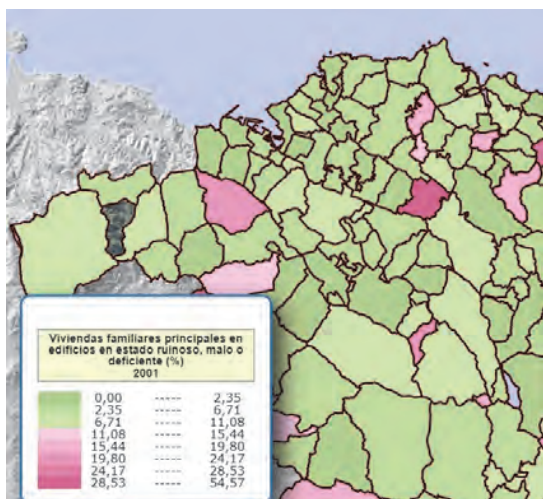 Viviendas familiares principales en
edificios en estado ruinoso, malo o
deficiente (%)
2001
0,00 ----- 2,35
2,35 ----- 6,71
6,71 ----- 11,08
11,08 ----- 15,44
15,44 ----- 19,80
19,80 ----- 24,17
24,17 ----- 28,53
28,53 ----- 54,57